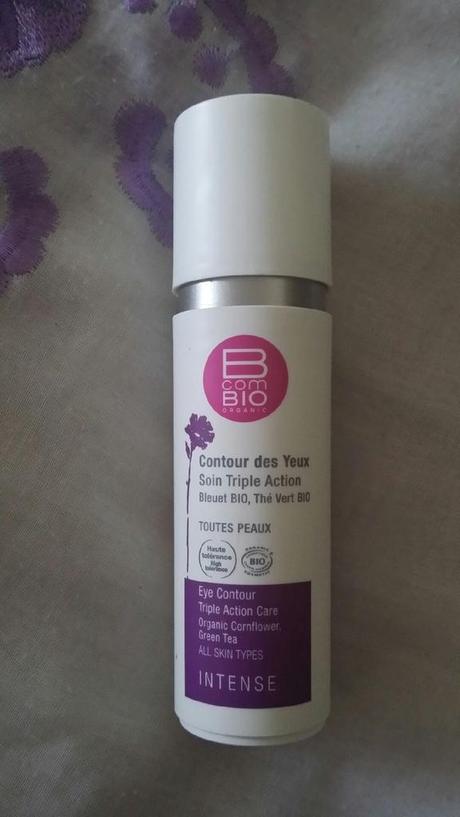 B
com
BIO
ORGANIC
Contour des Yeux
Soin Triple Action
Bleuet BIO, Thé Vert BIO
TOUTES PEAUX
Haute
tolérance
High
tolerance
BIO
Eye Contour
Triple Action Care
Organic Cornflower,
Green Tea
ALL SKIN TYPES
INTENSE